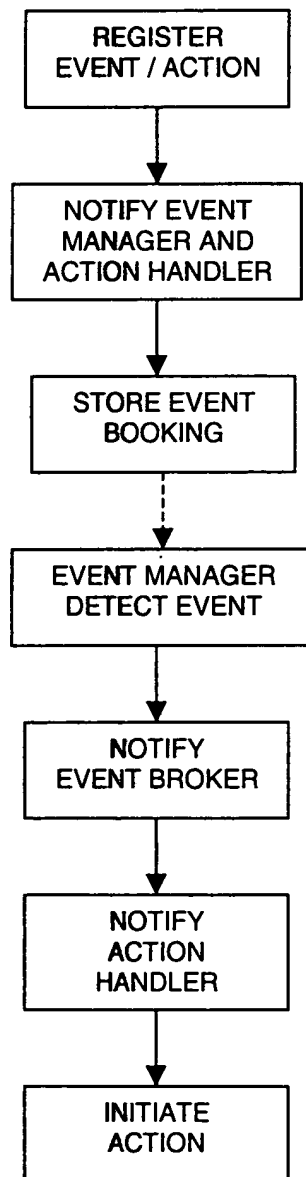 REGISTER
EVENT / ACTION
NOTIFY EVENT
MANAGER AND
ACTION HANDLER
STORE EVENT
BOOKING
EVENT MANAGER
DETECT EVENT
NOTIFY
EVENT BROKER
NOTIFY
ACTION
HANDLER
INITIATE
ACTION